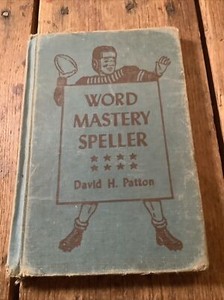 WORD
MASTERY
SPELLER
David H. Patton